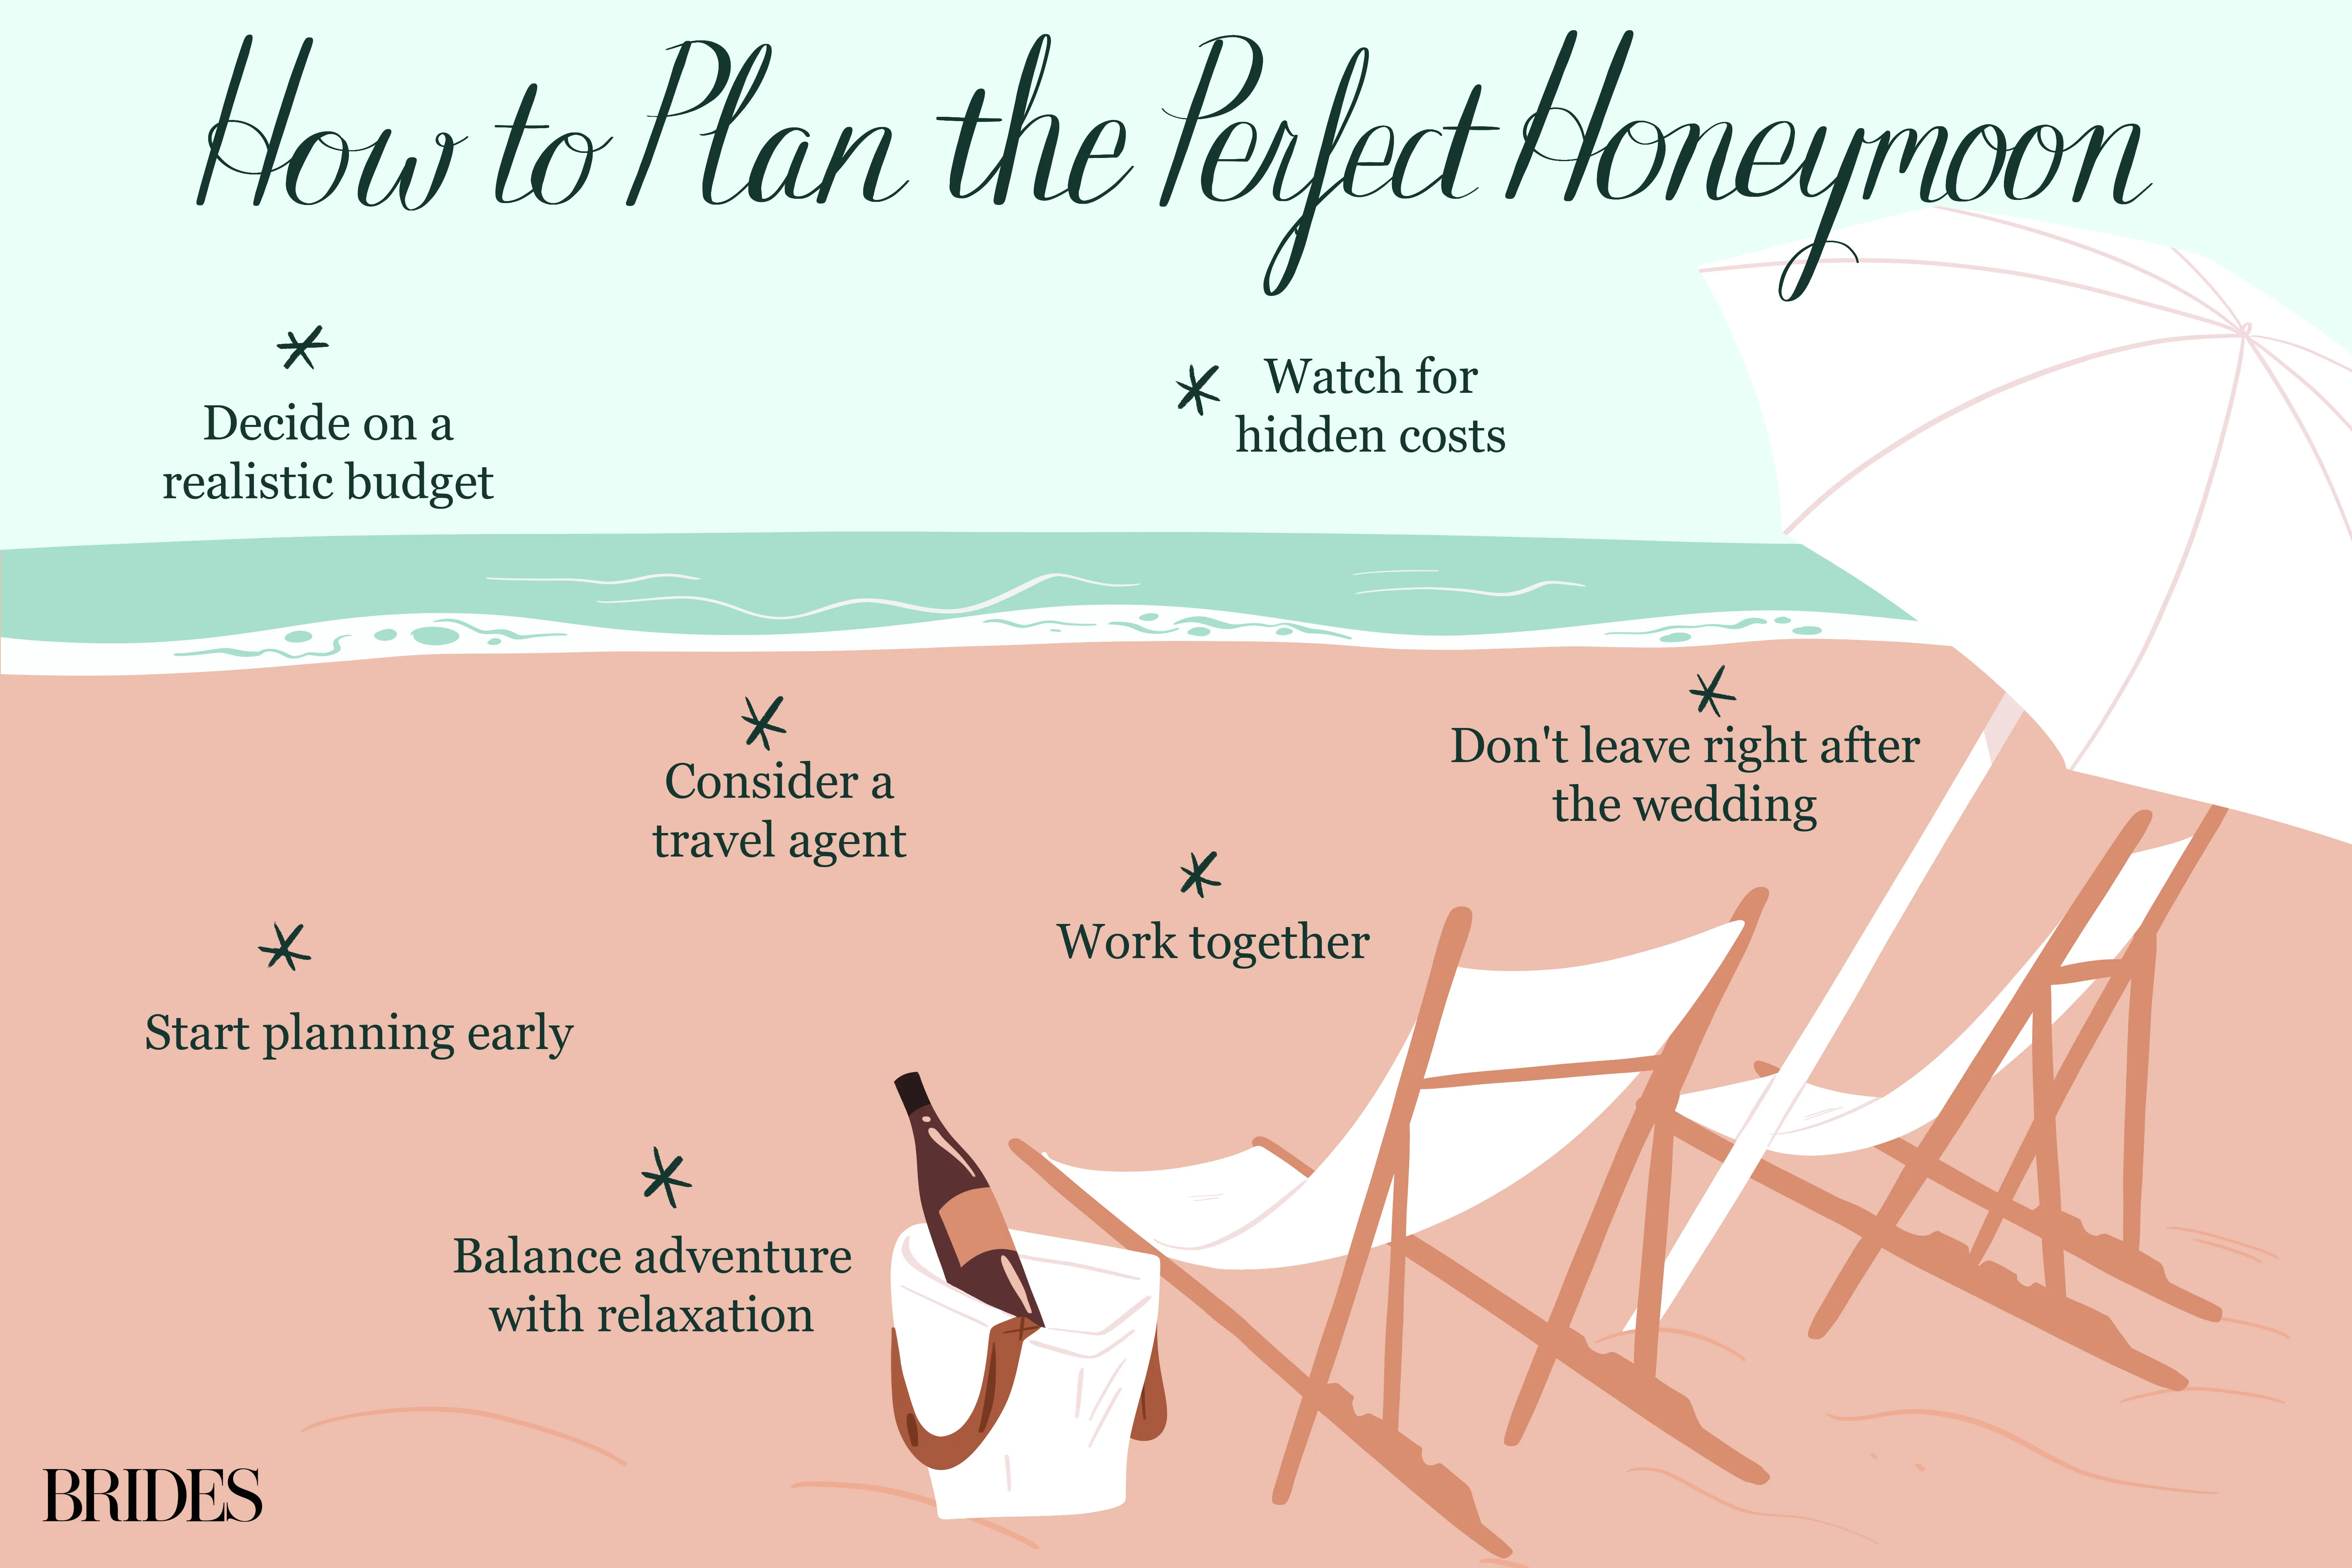 How to Plan the Perfect Honeymoon
Decide on a
realistic budget
Watch for
hidden costs
Consider a
travel agent
Don't leave right after
the wedding
Work together
Start planning early
Balance adventure
with relaxation
BRIDES